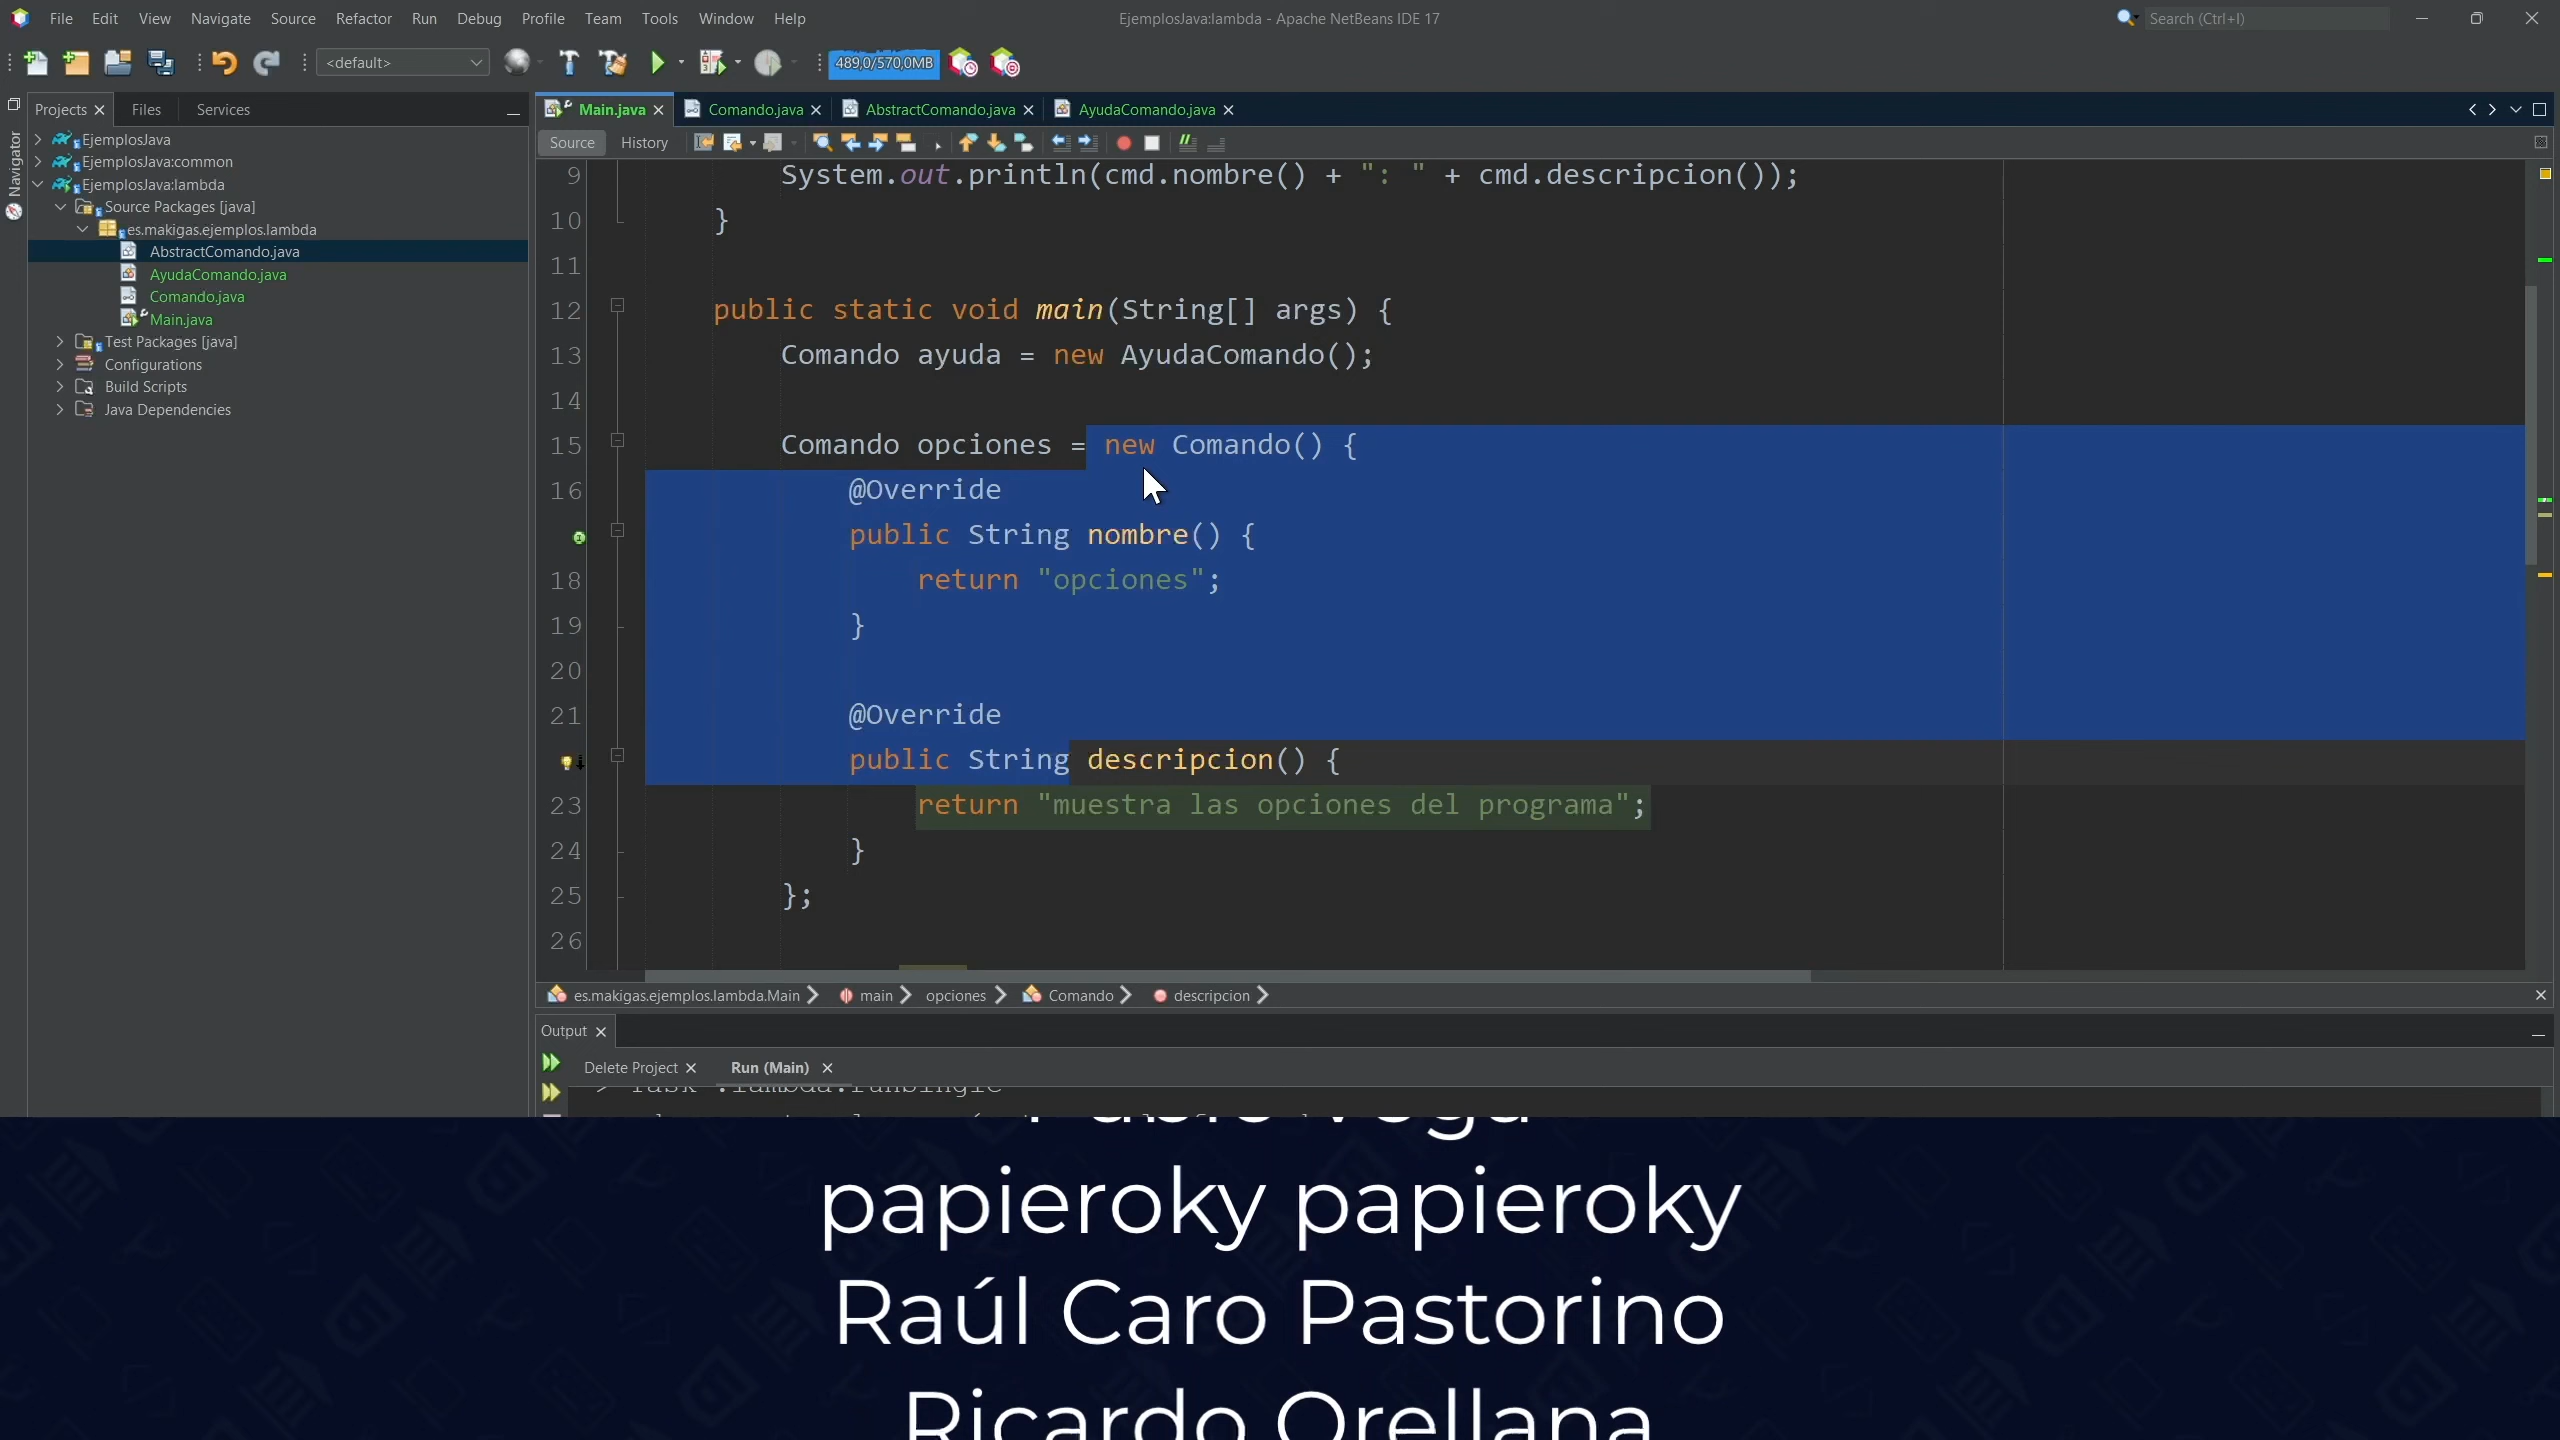 File Edit View Navigate Source Refactor Run Debug Profile Team Tools Window Help
EjemplosJava:lambda - Apache NetBeans IDE 17
Search (Ctrl+I)
<default>
489,0/570,0MB
Projects
Files
Services
Main.java
Comando.java
AbstractComando.java
AyudaComando.java
Navigator
Source
History
EjemplosJava
EjemplosJava:common
EjemplosJava:lambda
Source Packages [java]
es.makigas.ejemplos.lambda
AbstractComando.java
AyudaComando.java
Comando.java
Main.java
Test Packages [java]
Configurations
Build Scripts
Java Dependencies
9 System.out.println(cmd.nombre() + ": " + cmd.descripcion());
10 }
11
12 public static void main(String[] args) {
13 Comando ayuda = new AyudaComando();
14
15 Comando opciones = new Comando() {
16 @Override
public String nombre() {
18 return "opciones";
19 }
20
21 @Override
public String descripcion() {
23 return "muestra las opciones del programa";
24 }
25 };
26
es.makigas.ejemplos.lambda.Main
main
opciones
Comando
descripcion
Output
Delete Project
Run (Main)
papieroky papieroky
Raúl Caro Pastorino
Ricardo Orellana